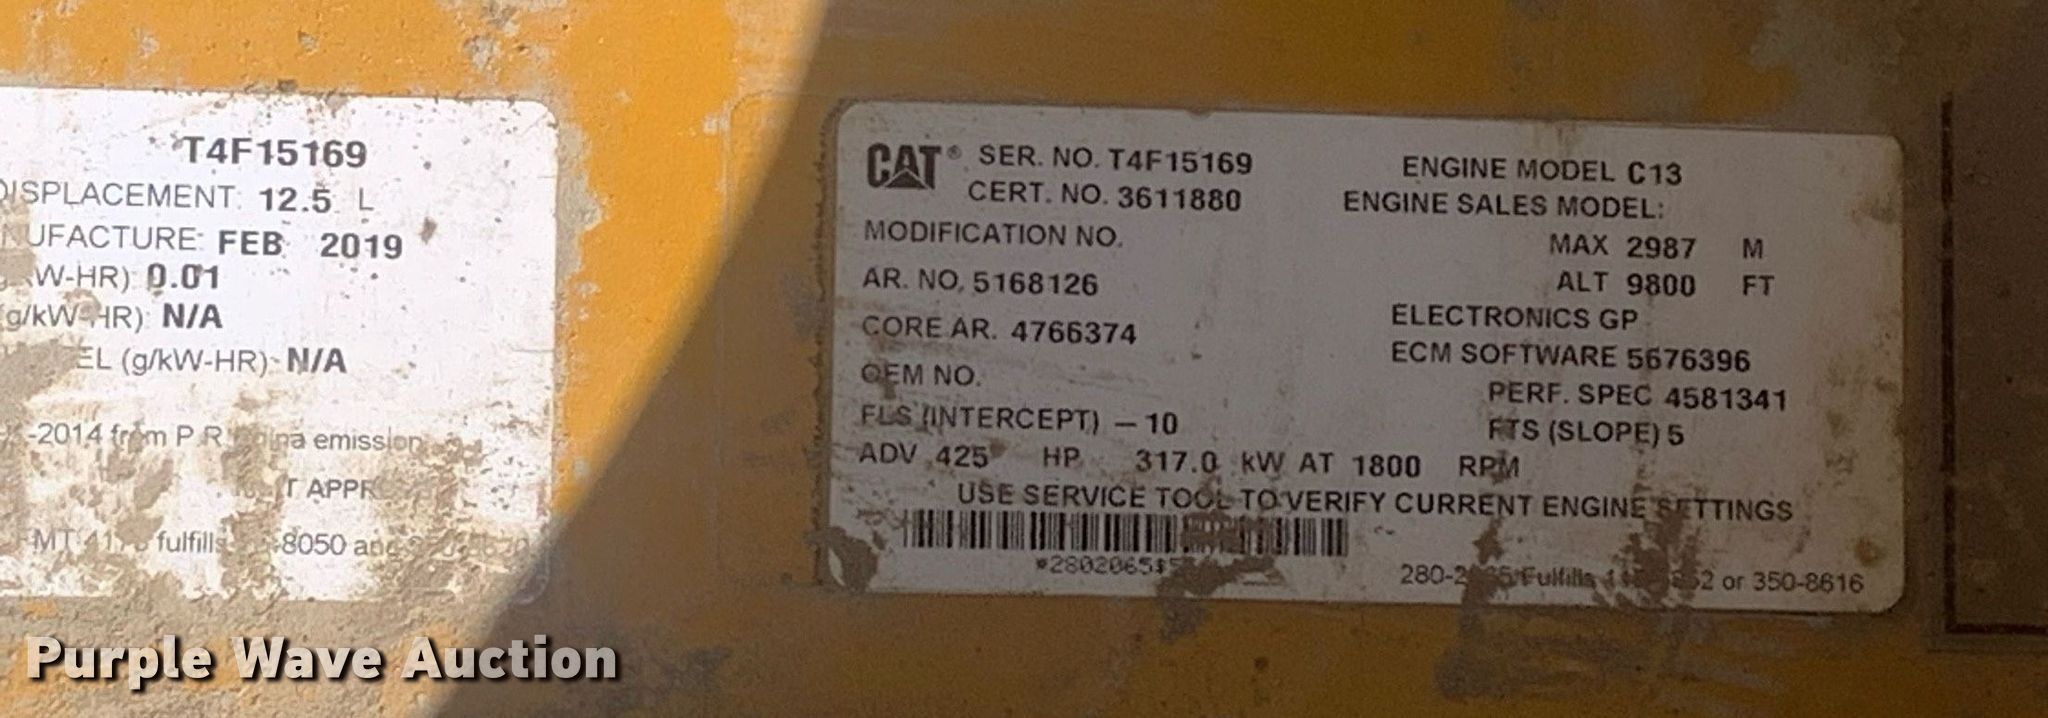 T4F15169
DISPLACEMENT: 12.5 L
UFACTURE: FEB 2019
W-HR) 0.01
g/kW-HR) N/A
EL (g/kW-HR) N/A
-2014 from P.R. emission
fulfills -8050 and
CAT® SER. NO. T4F15169
CERT. NO. 3611880
MODIFICATION NO.
AR. NO. 5168126
CORE AR. 4766374
OEM NO.
FLS (INTERCEPT) – 10
ADV 425 HP 317.0 kW AT 1800 RPM
ENGINE MODEL C13
ENGINE SALES MODEL:
MAX 2987 M
ALT 9800 FT
ELECTRONICS GP
ECM SOFTWARE 5676396
PERF. SPEC 4581341
FTS (SLOPE) 5
USE SERVICE TOOL TO VERIFY CURRENT ENGINE SETTINGS
*2802065$5
Fulfills or 350-8616
Purple Wave Auction